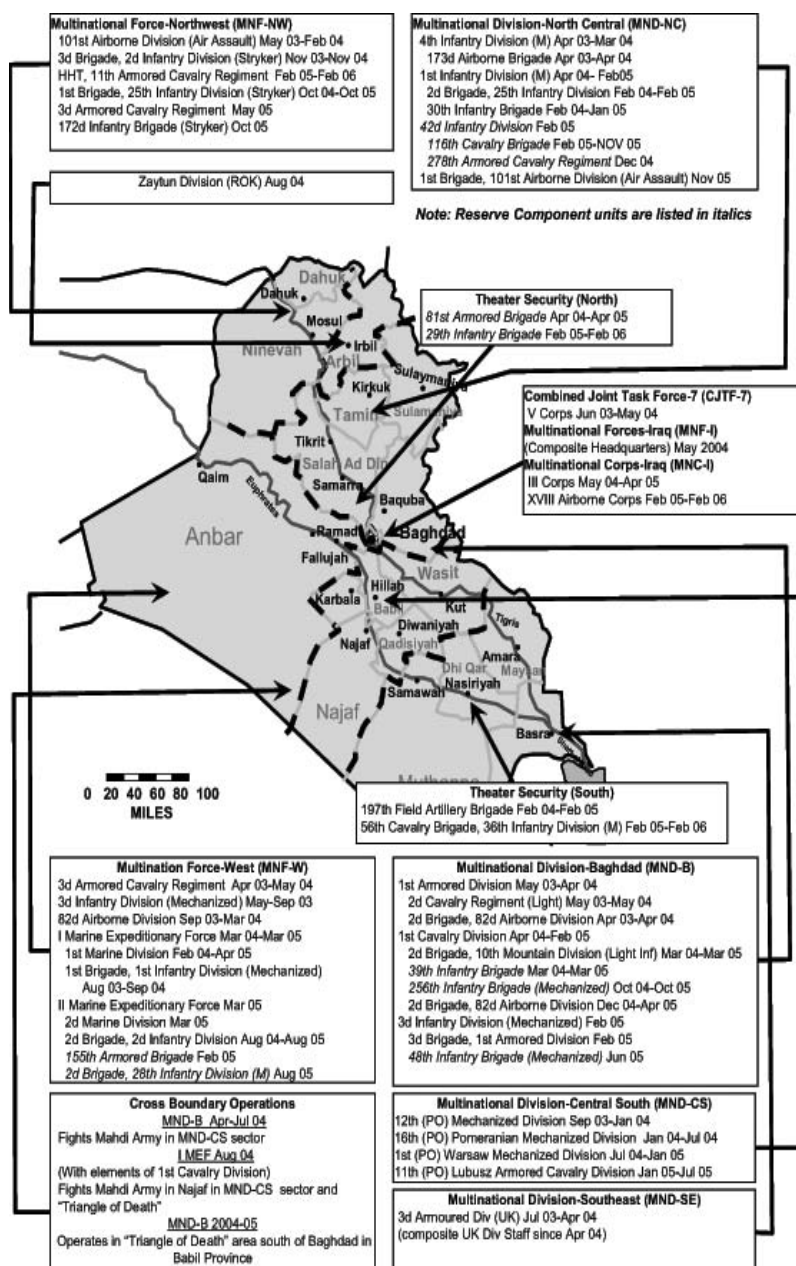 Multinational Force-Northwest (MNF-NW)
101st Airborne Division (Air Assault) May 03-Feb 04
3d Brigade, 2d Infantry Division (Stryker) Nov 03-Nov 04
HHT, 11th Armored Cavalry Regiment Feb 05-Feb 06
1st Brigade, 25th Infantry Division (Stryker) Oct 04-Oct 05
3d Armored Cavalry Regiment May 05
172d Infantry Brigade (Stryker) Oct 05
Zaytun Division (ROK) Aug 04
Multinational Division-North Central (MND-NC)
4th Infantry Division (M) Apr 03-Mar 04
173d Airborne Brigade Apr 03-Apr 04
1st Infantry Division (M) Apr 04- Feb05
2d Brigade, 25th Infantry Division Feb 04-Feb 05
30th Infantry Brigade Feb 04-Jan 05
42d Infantry Division Feb 05
116th Cavalry Brigade Feb 05-NOV 05
278th Armored Cavalry Regiment Dec 04
1st Brigade, 101st Airborne Division (Air Assault) Nov 05
Note: Reserve Component units are listed in italics
Dahuk
Dahuk
Mosul
Ninevah
Irbil
Arbil
Sulaymaniya
Kirkuk
Tamim
Sulamaniya
Tikrit
Salah Ad Din
Samarra
Qaim
Euphrates
Baquba
Anbar
Ramadi
Baghdad
Fallujah
Wasit
Hillah
Karbala
Babil
Kut
Tigris
Diwaniyah
Najaf
Qadisiyah
Amara
Maysan
Dhi Qar
Nasiriyah
Samawah
Najaf
Basra
Muthanna
0 20 40 60 80 100
MILES
Theater Security (North)
81st Armored Brigade Apr 04-Apr 05
29th Infantry Brigade Feb 05-Feb 06
Combined Joint Task Force-7 (CJTF-7)
V Corps Jun 03-May 04
Multinational Forces-Iraq (MNF-I)
(Composite Headquarters) May 2004
Multinational Corps-Iraq (MNC-I)
III Corps May 04-Apr 05
XVIII Airborne Corps Feb 05-Feb 06
Theater Security (South)
197th Field Artillery Brigade Feb 04-Feb 05
56th Cavalry Brigade, 36th Infantry Division (M) Feb 05-Feb 06
Multination Force-West (MNF-W)
3d Armored Cavalry Regiment Apr 03-May 04
3d Infantry Division (Mechanized) May-Sep 03
82d Airborne Division Sep 03-Mar 04
I Marine Expeditionary Force Mar 04-Mar 05
1st Marine Division Feb 04-Apr 05
1st Brigade, 1st Infantry Division (Mechanized)
Aug 03-Sep 04
II Marine Expeditionary Force Mar 05
2d Marine Division Mar 05
2d Brigade, 2d Infantry Division Aug 04-Aug 05
155th Armored Brigade Feb 05
2d Brigade, 28th Infantry Division (M) Aug 05
Multinational Division-Baghdad (MND-B)
1st Armored Division May 03-Apr 04
2d Cavalry Regiment (Light) May 03-May 04
2d Brigade, 82d Airborne Division Apr 03-Apr 04
1st Cavalry Division Apr 04-Feb 05
2d Brigade, 10th Mountain Division (Light Inf) Mar 04-Mar 05
39th Infantry Brigade Mar 04-Mar 05
256th Infantry Brigade (Mechanized) Oct 04-Oct 05
2d Brigade, 82d Airborne Division Dec 04-Apr 05
3d Infantry Division (Mechanized) Feb 05
3d Brigade, 1st Armored Division Feb 05
48th Infantry Brigade (Mechanized) Jun 05
Cross Boundary Operations
MND-B Apr-Jul 04
Fights Mahdi Army in MND-CS sector
I MEF Aug 04
(With elements of 1st Cavalry Division)
Fights Mahdi Army in Najaf in MND-CS sector and
"Triangle of Death"
MND-B 2004-05
Operates in "Triangle of Death" area south of Baghdad in
Babil Province
Multinational Division-Central South (MND-CS)
12th (PO) Mechanized Division Sep 03-Jan 04
16th (PO) Pomeranian Mechanized Division Jan 04-Jul 04
1st (PO) Warsaw Mechanized Div Jul 04-Jan 05
11th (PO) Lubusz Armored Cavalry Division Jan 05-Jul 05
Multinational Division-Southeast (MND-SE)
3d Armoured Div (UK) Jul 03-Apr 04
(composite UK Div Staff since Apr 04)